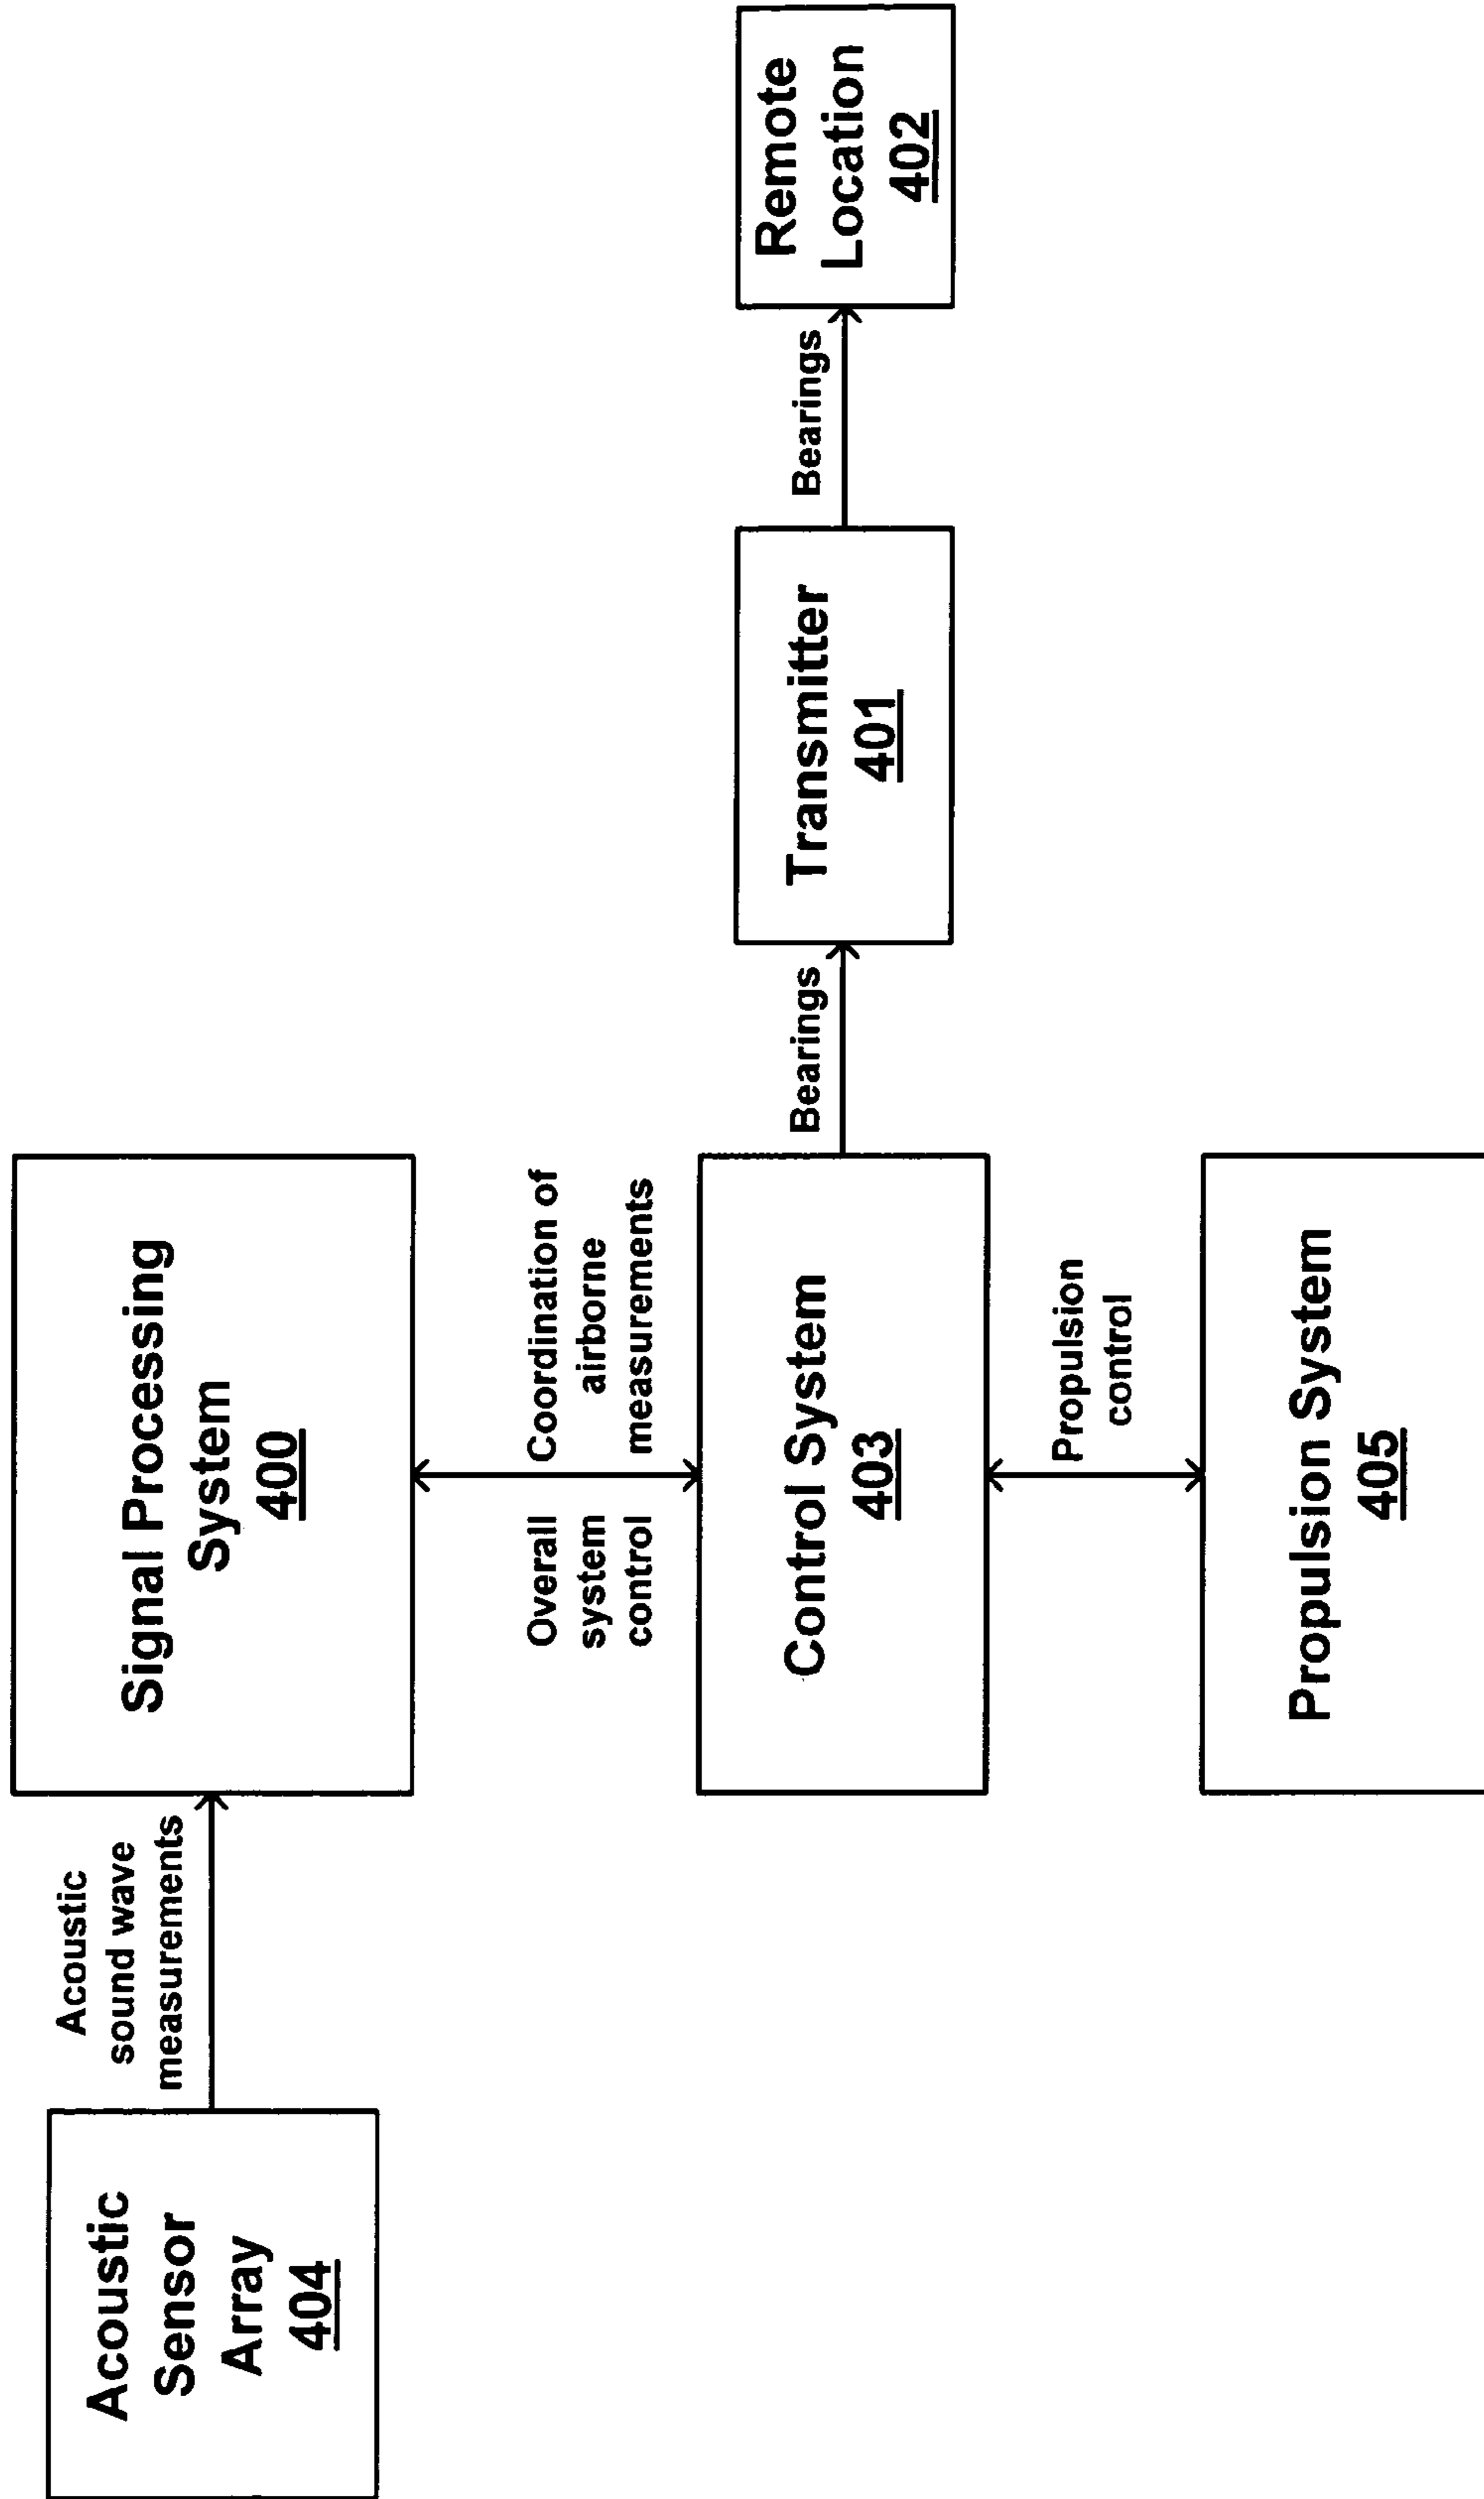 Acoustic
Sensor
Array
404
Acoustic
sound wave
measurements
Signal Processing
System
400
Overall
system
control
Coordination of
airborne
measurements
Control System
403
Bearings
Transmitter
401
Bearings
Remote
Location
402
Propulsion
control
Propulsion System
405